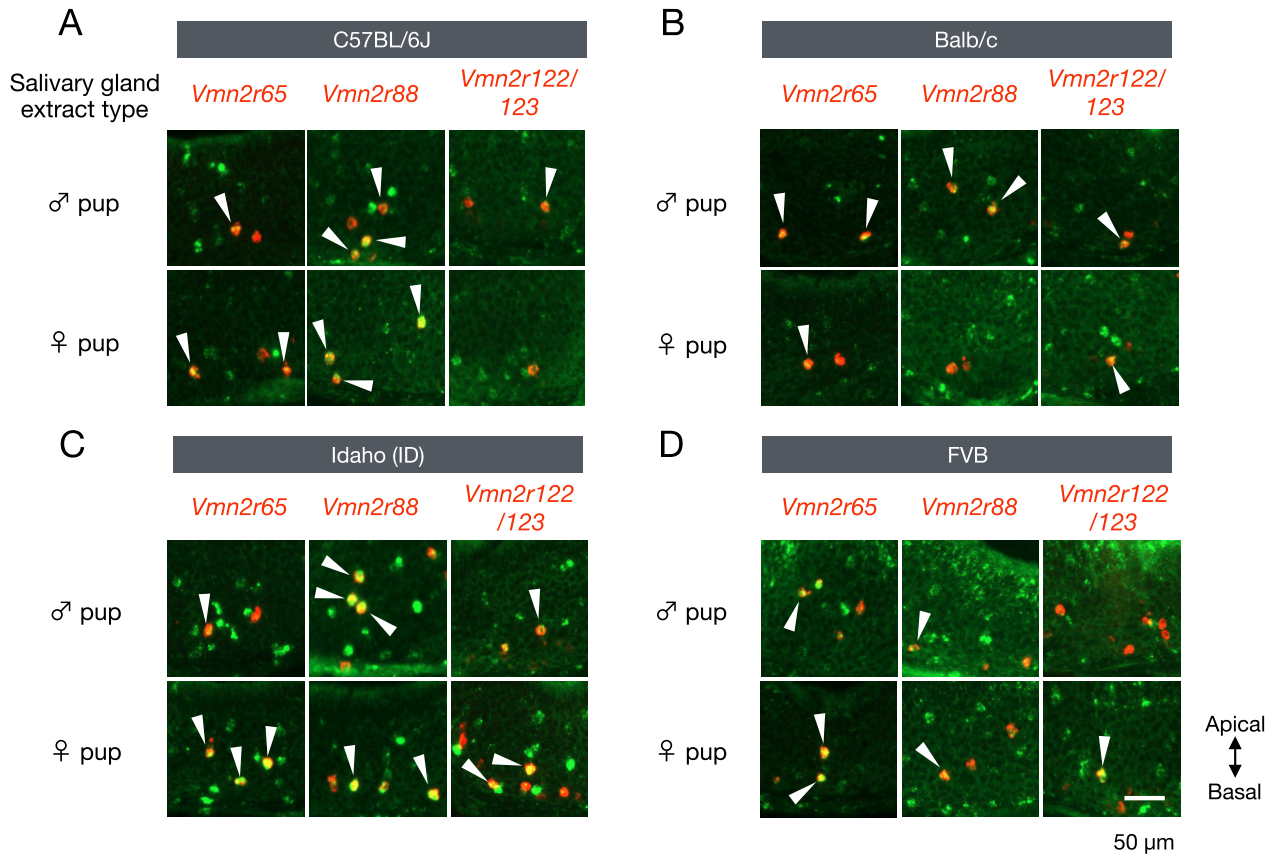 A
C57BL/6J
Salivary gland
extract type
Vmn2r65
Vmn2r88
Vmn2r122/
123
♂ pup
♀ pup
B
Balb/c
Vmn2r65
Vmn2r88
Vmn2r122/
123
♂ pup
♀ pup
C
Idaho (ID)
Vmn2r65
Vmn2r88
Vmn2r122
/123
♂ pup
♀ pup
D
FVB
Vmn2r65
Vmn2r88
Vmn2r122
/123
♂ pup
♀ pup
Apical
Basal
50 μm